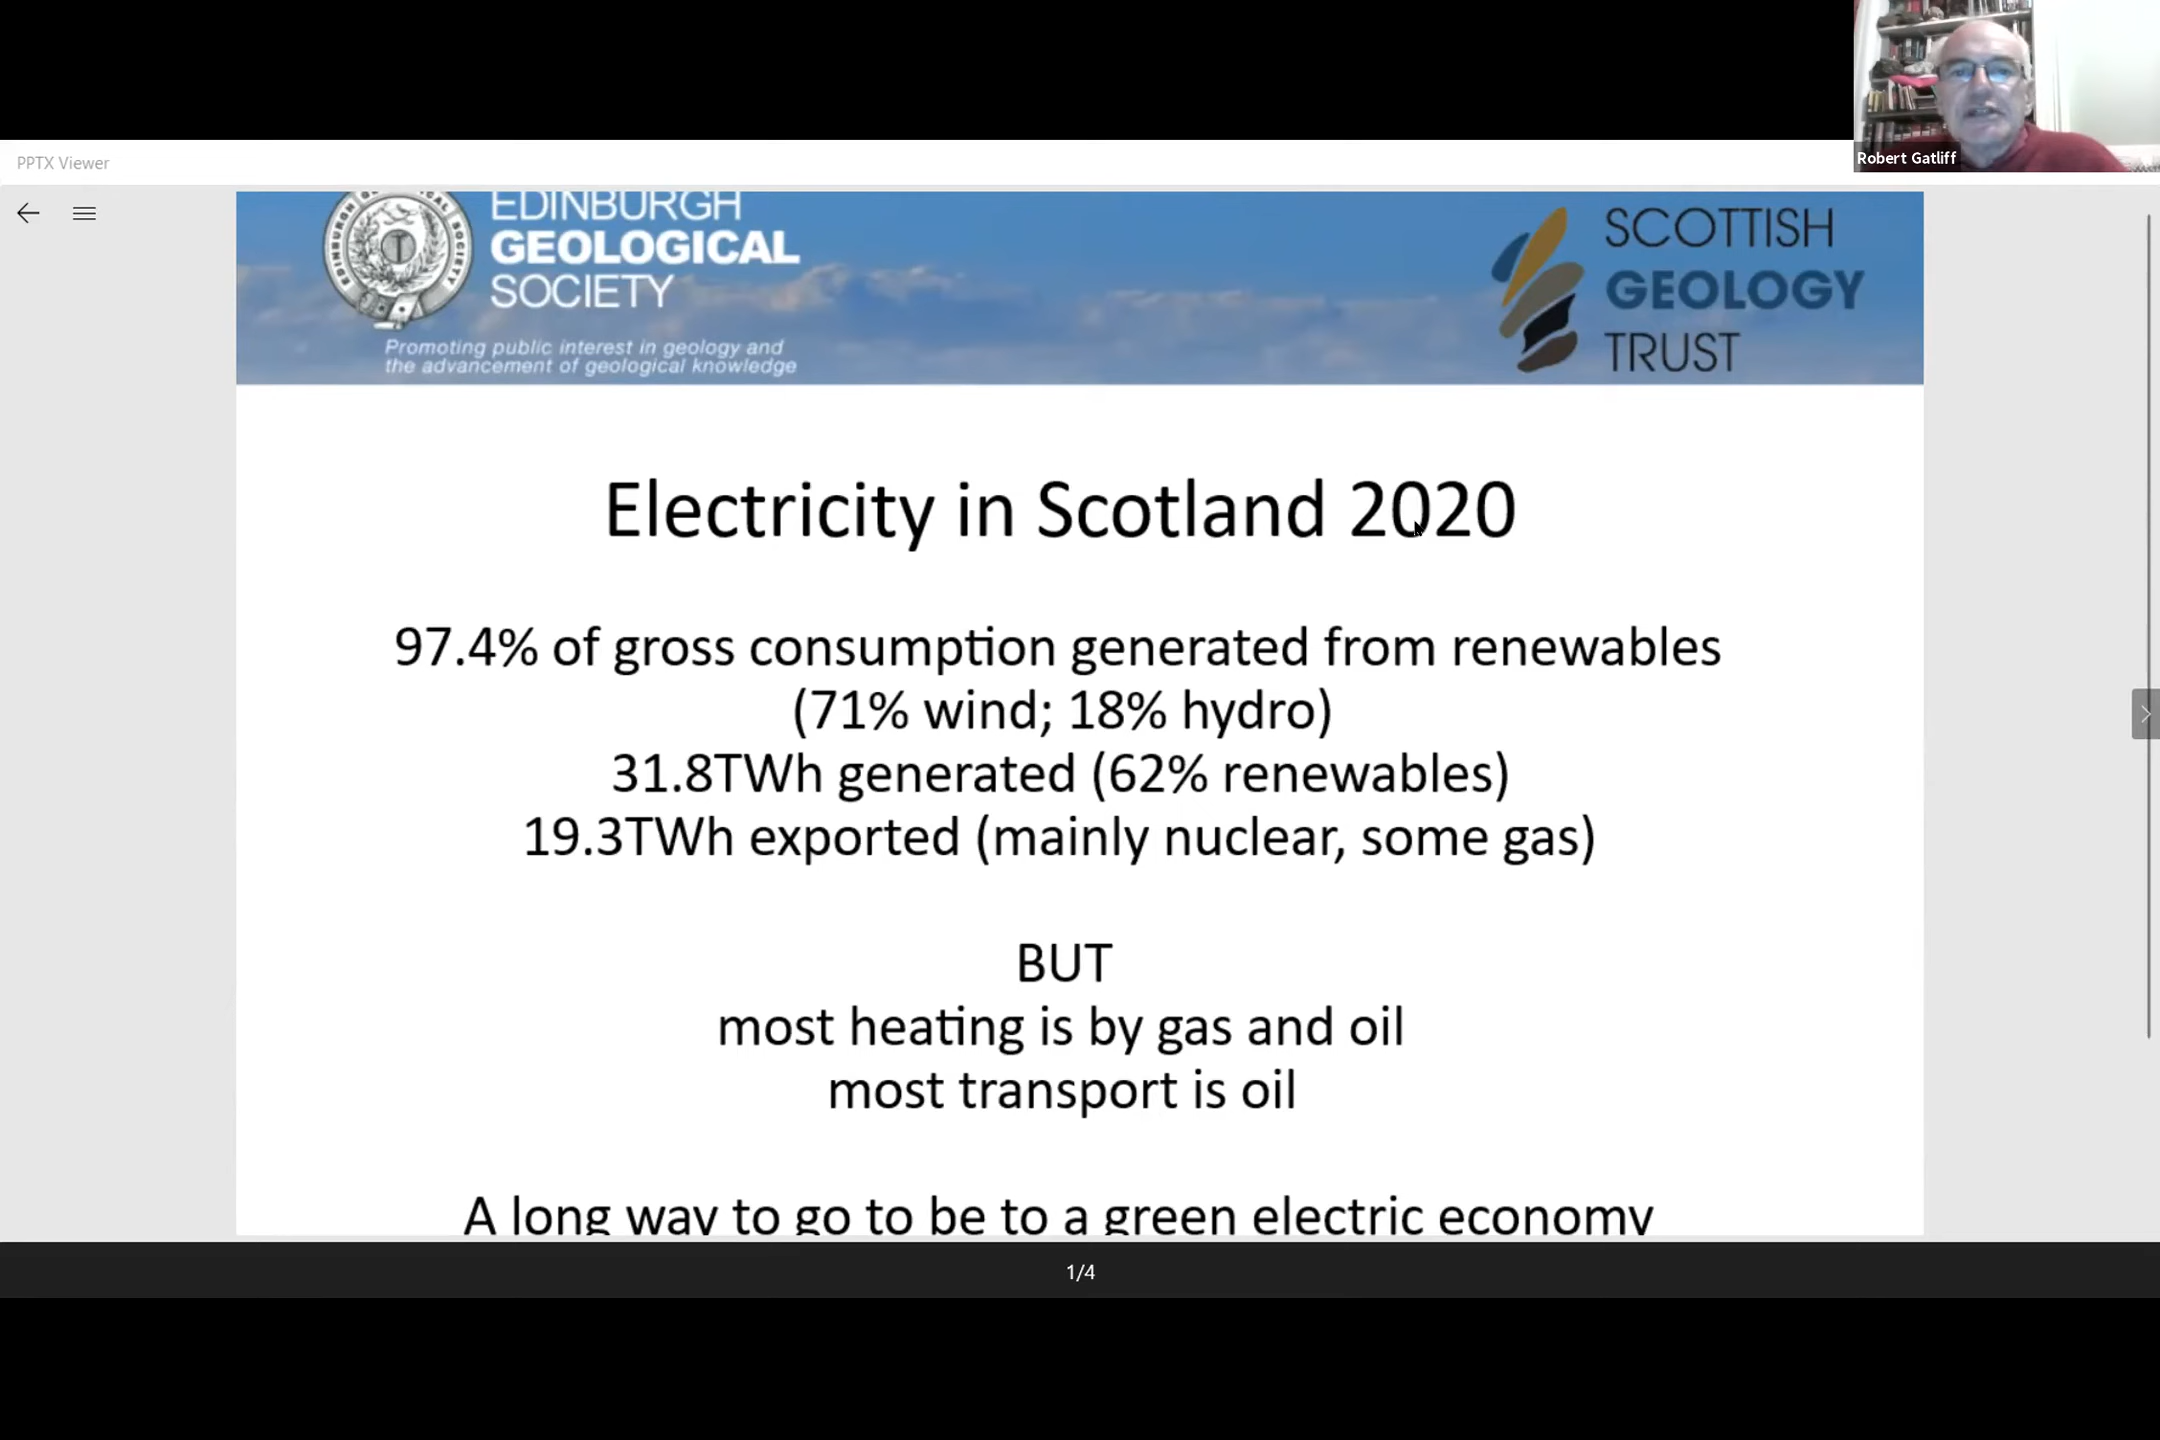 Robert Gatliff
PPTX Viewer
EDINBURGH
GEOLOGICAL
SOCIETY
Promoting public interest in geology and
the advancement of geological knowledge
SCOTTISH
GEOLOGY
TRUST
Electricity in Scotland 2020
97.4% of gross consumption generated from renewables
(71% wind; 18% hydro)
31.8TWh generated (62% renewables)
19.3TWh exported (mainly nuclear, some gas)
BUT
most heating is by gas and oil
most transport is oil
A long way to go to be to a green electric economy
1/4